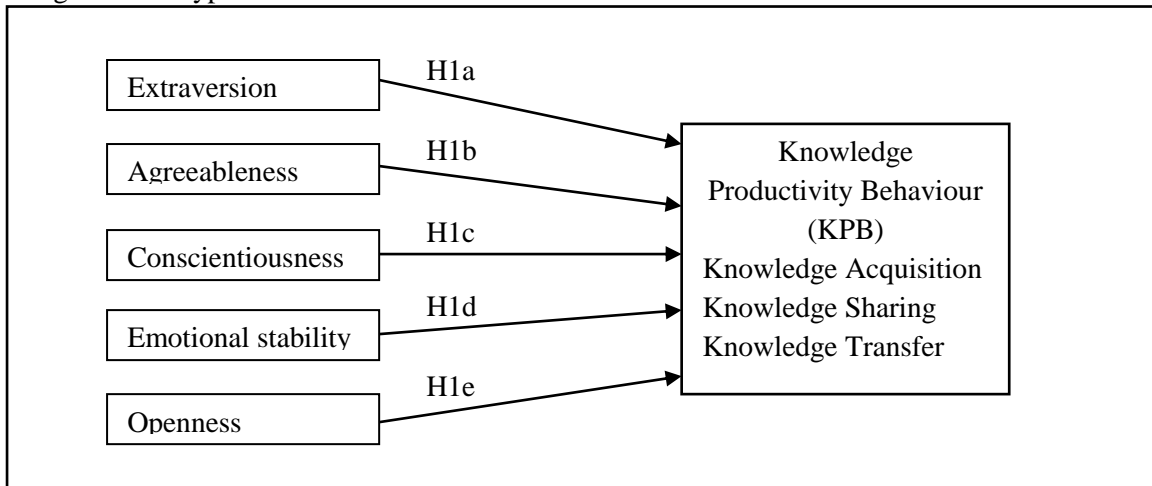 Extraversion
H1a
Agreeableness
H1b
Conscientiousness
H1c
Emotional stability
H1d
Openness
H1e
Knowledge
Productivity Behaviour
(KPB)
Knowledge Acquisition
Knowledge Sharing
Knowledge Transfer